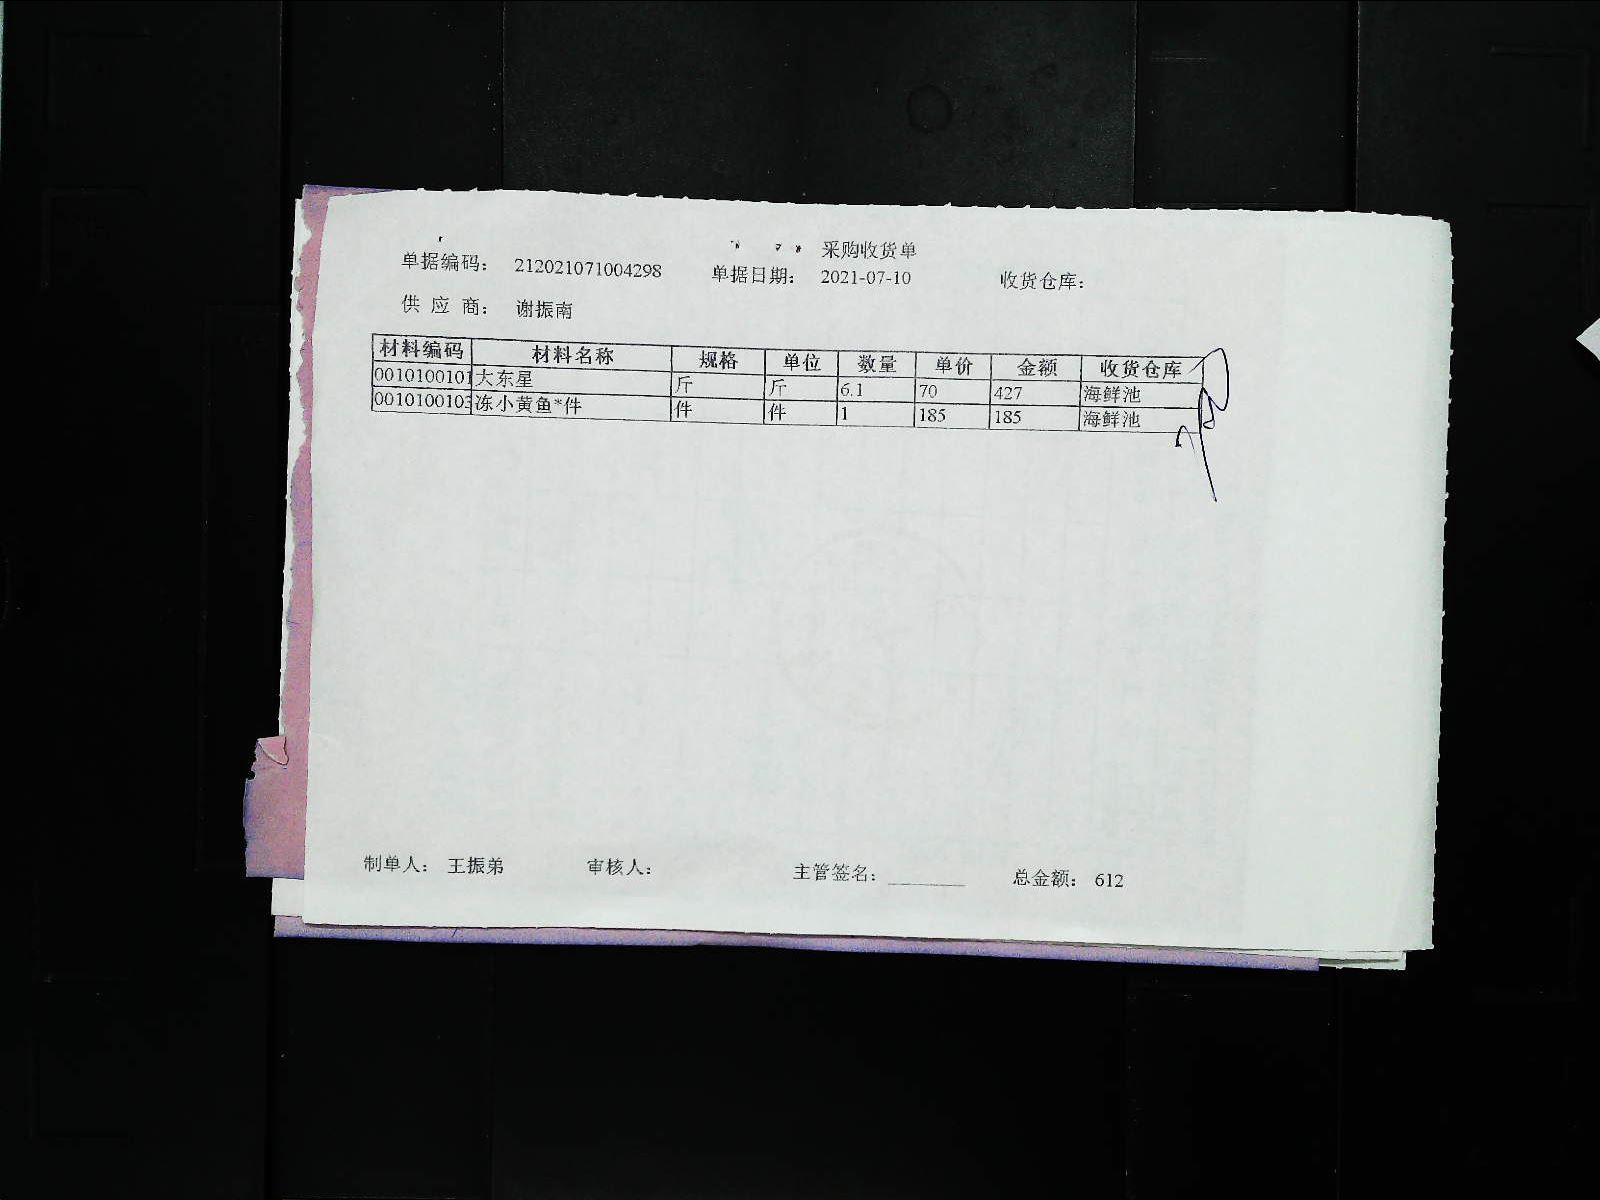 采购收货单
单据编码： 212021071004298 单据日期： 2021-07-10 收货仓库：
供 应 商： 谢振南
材料编码 材料名称 规格 单位 数量 单价 金额 收货仓库
0010100101 大东星 斤 斤 6.1 70 427 海鲜池
0010100103 冻小黄鱼*件 件 件 1 185 185 海鲜池
制单人： 王振弟 审核人： 主管签名： 总金额： 612